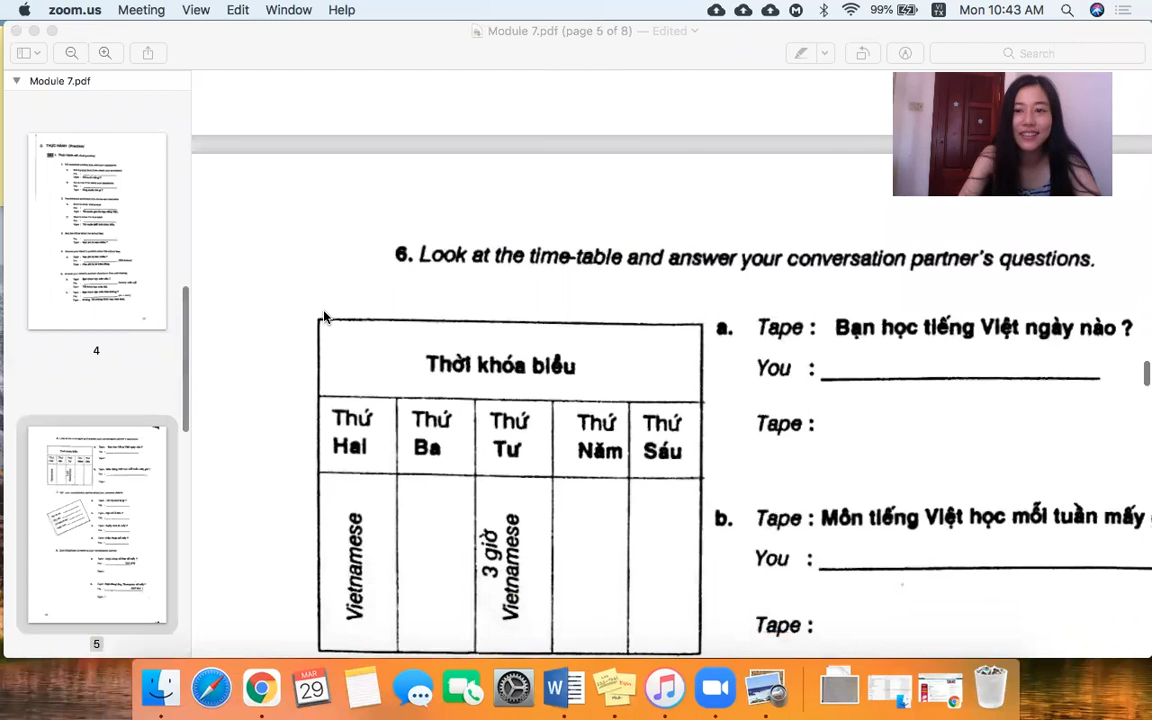 zoom.us Meeting View Edit Window Help
99% VI TX Mon 10:43 AM
Module 7.pdf (page 5 of 8) — Edited
Search
Module 7.pdf
4
5
6. Look at the time-table and answer your conversation partner's questions.
Thời khóa biểu
Thứ Hai
Thứ Ba
Thứ Tư
Thứ Năm
Thứ Sáu
Vietnamese
3 giờ
Vietnamese
a. Tape : Bạn học tiếng Việt ngày nào ?
You :
Tape :
b. Tape : Môn tiếng Việt học mỗi tuần mấy
You :
Tape :
MAR
29